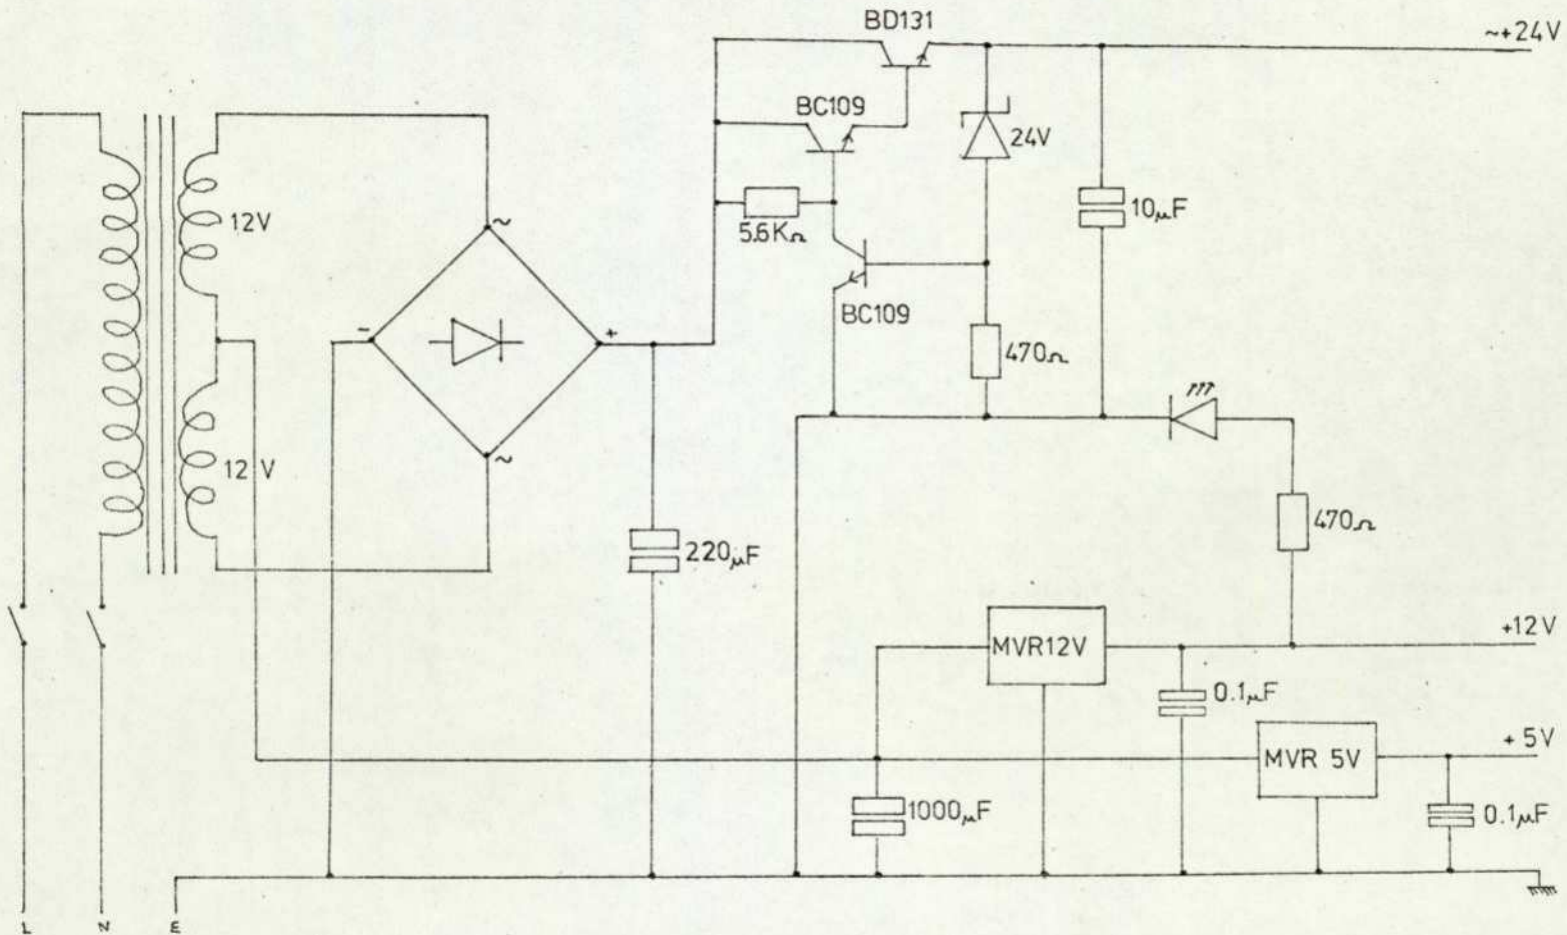 BD131
~+24V
BC109
24V
12V
10μF
5.6KΩ
~
BC109
-
+
470Ω
12 V
~
470Ω
220μF
MVR12V
+12V
0.1μF
+5V
MVR 5V
1000μF
0.1μF
L
N
E